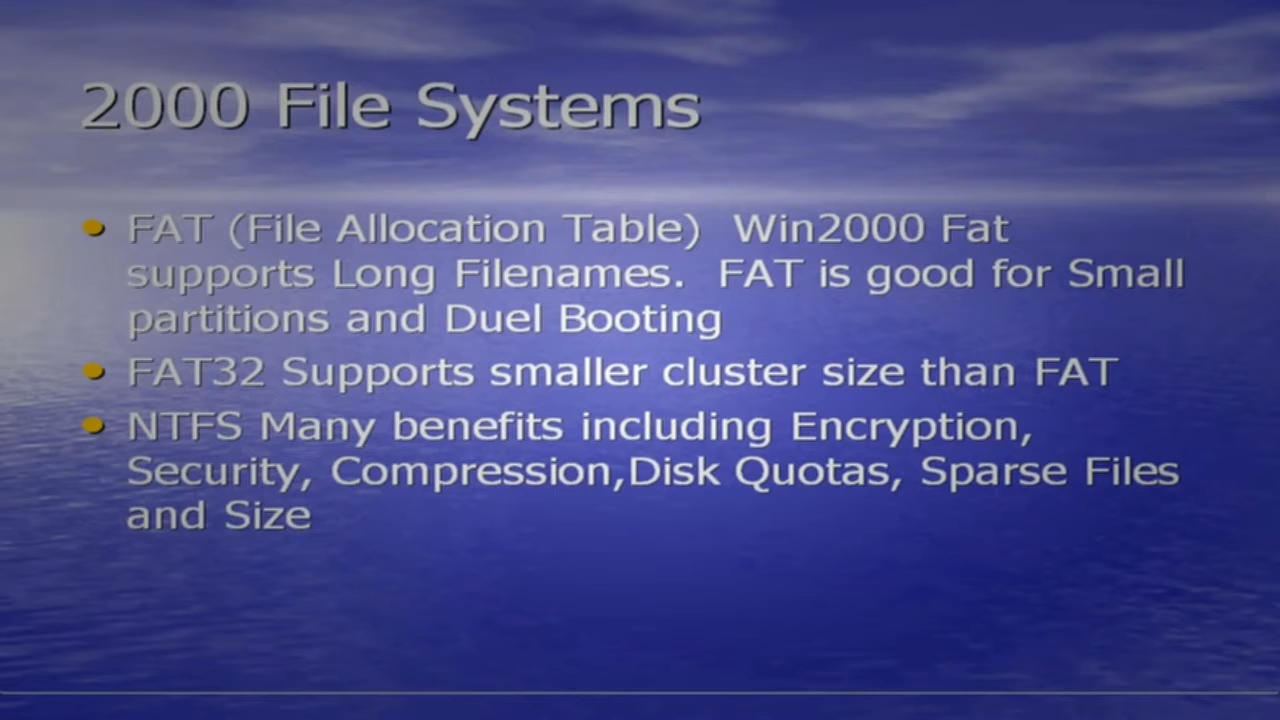 2000 File Systems
FAT (File Allocation Table)  Win2000 Fat
supports Long Filenames.  FAT is good for Small
partitions and Duel Booting
FAT32 Supports smaller cluster size than FAT
NTFS Many benefits including Encryption,
Security, Compression,Disk Quotas, Sparse Files
and Size